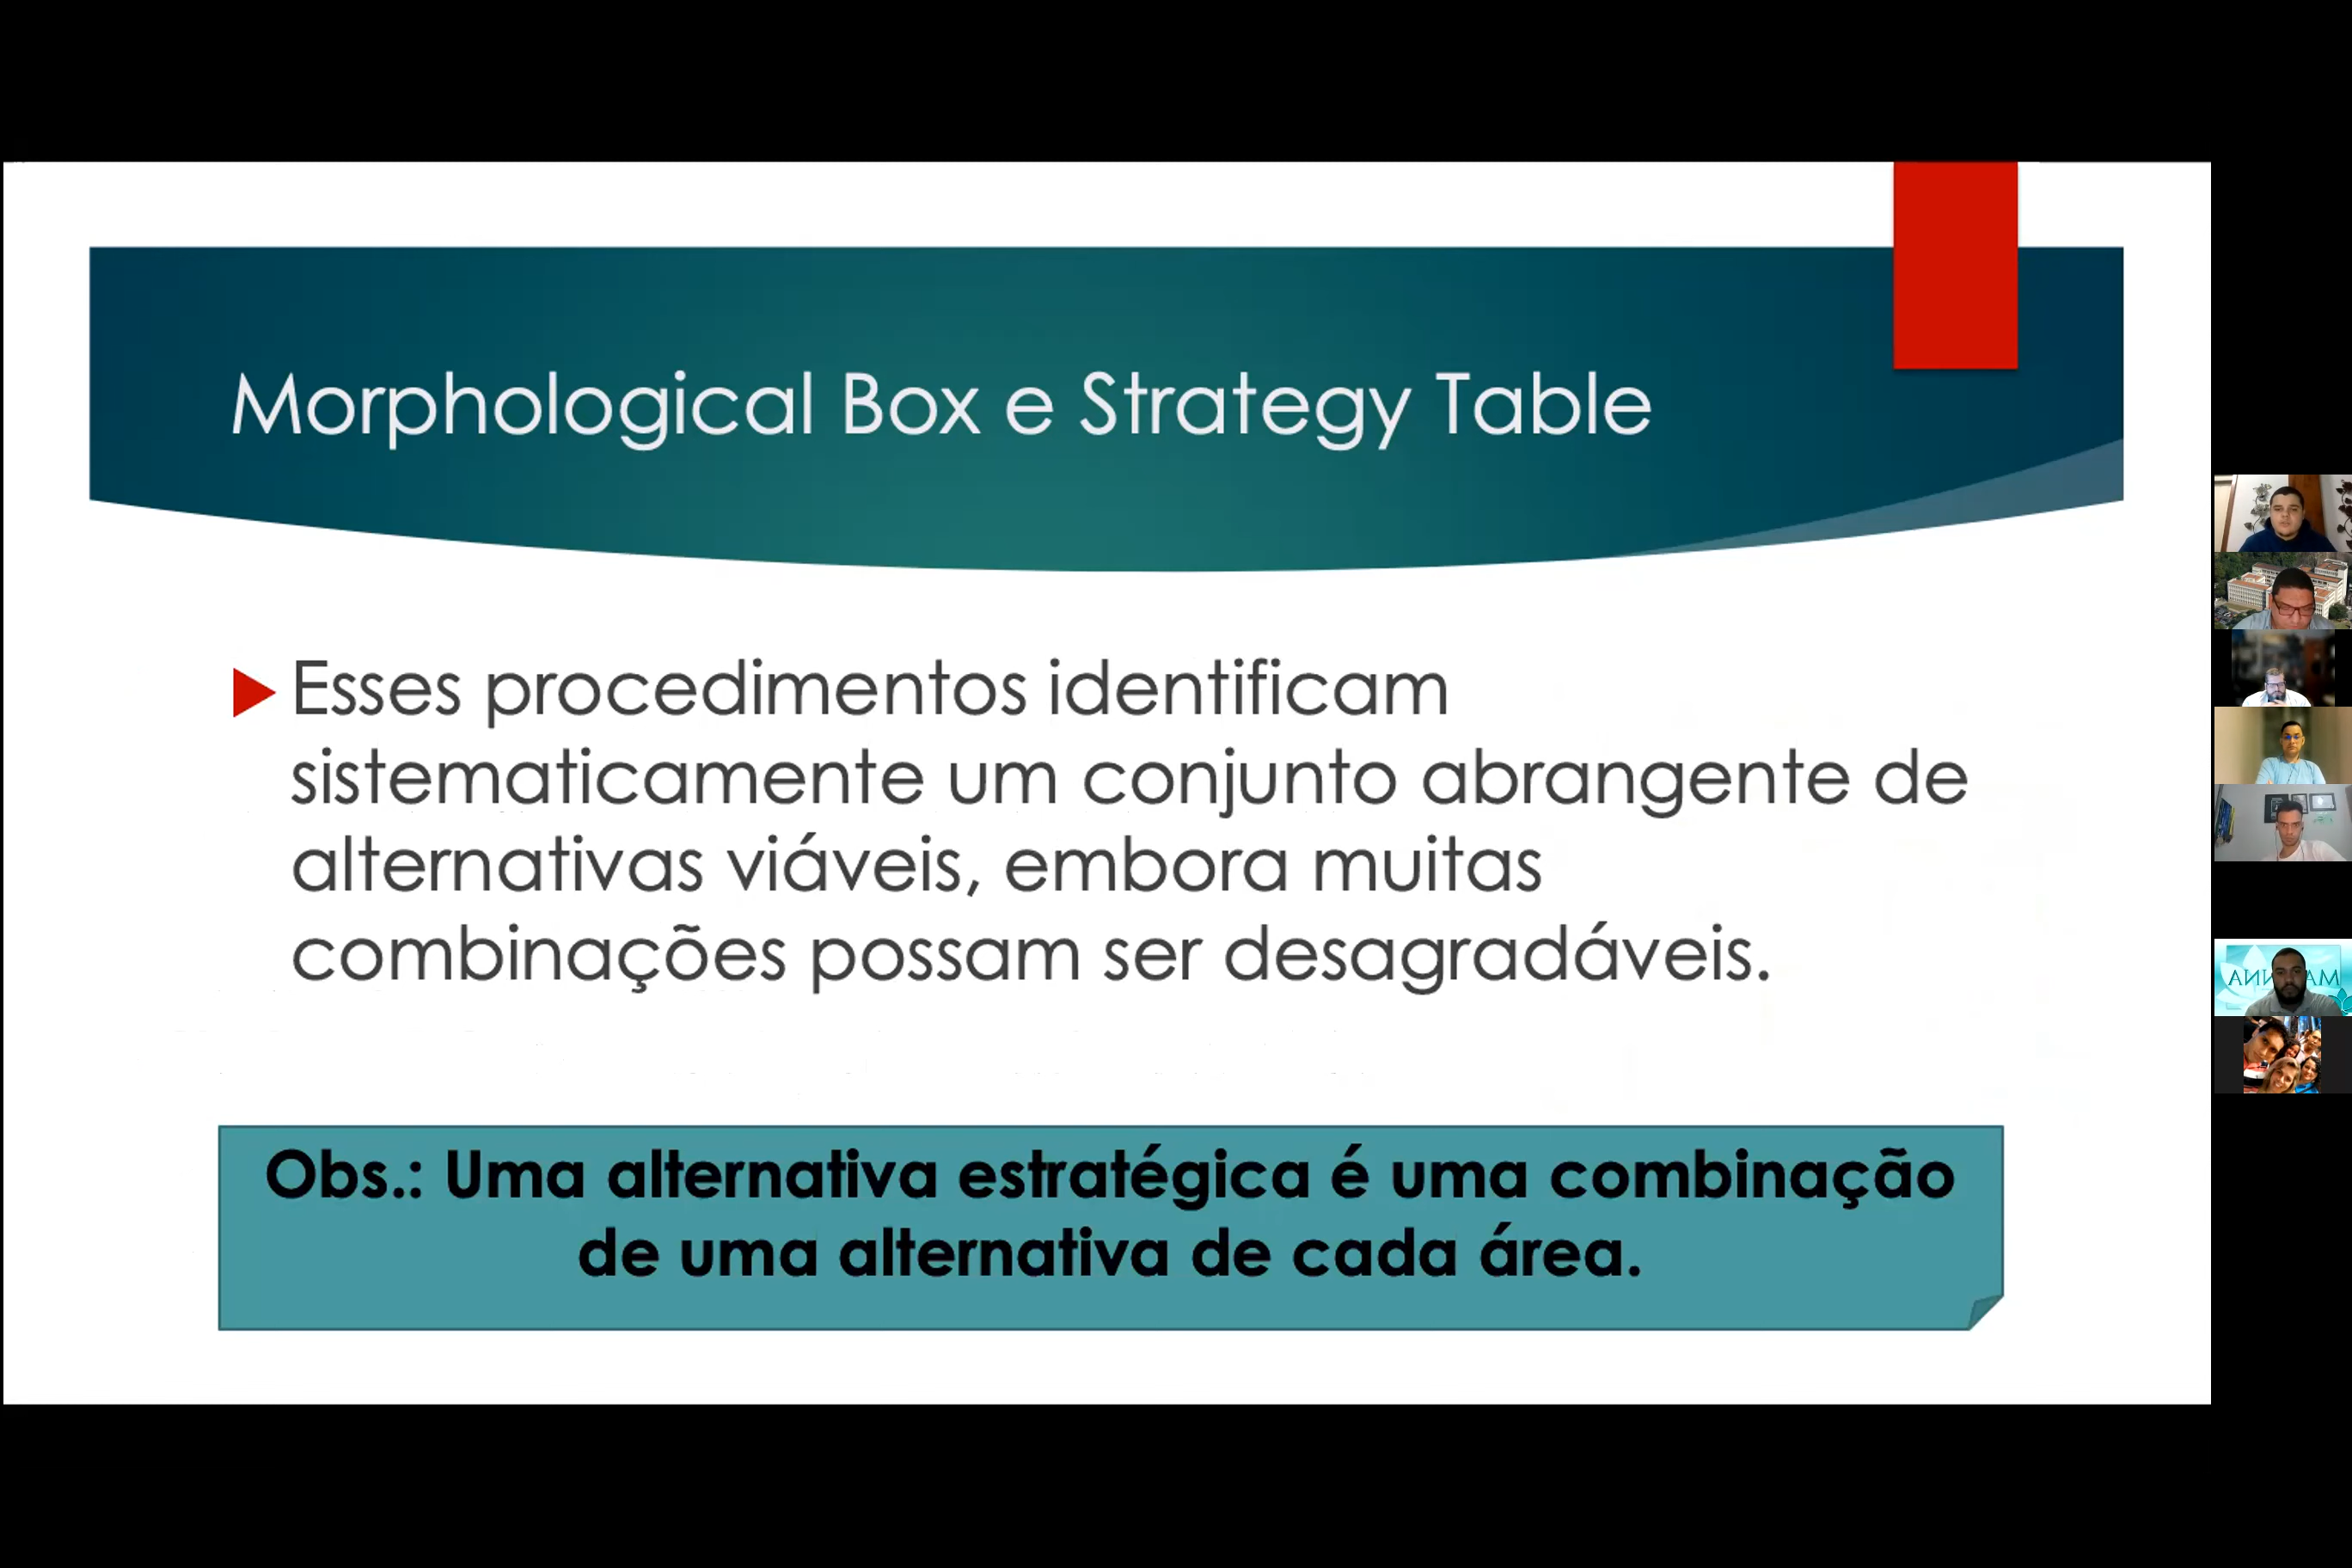 Morphological Box e Strategy Table
Esses procedimentos identificam
sistematicamente um conjunto abrangente de
alternativas viáveis, embora muitas
combinações possam ser desagradáveis.
Obs.: Uma alternativa estratégica é uma combinação
de uma alternativa de cada área.